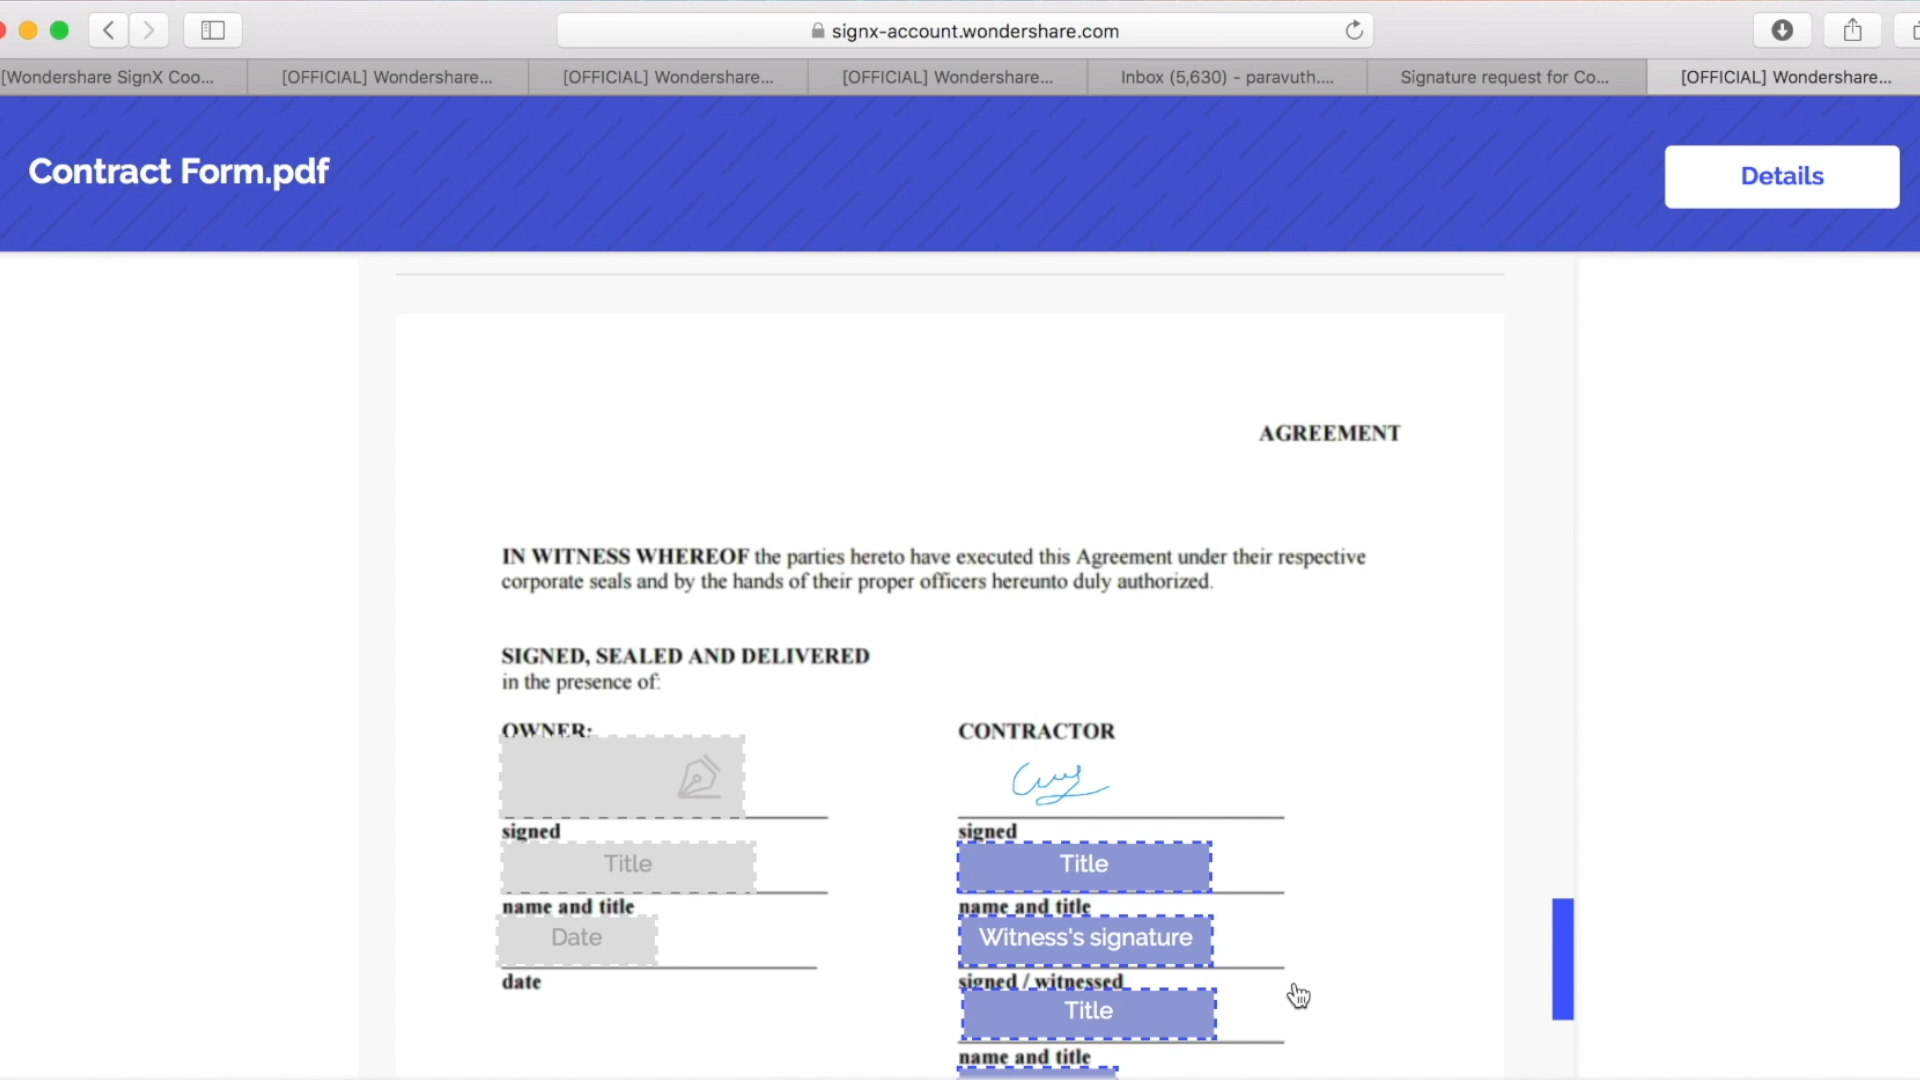 signx-account.wondershare.com
[Wondershare SignX Coo...
[OFFICIAL] Wondershare...
[OFFICIAL] Wondershare...
[OFFICIAL] Wondershare...
Inbox (5,630) - paravuth....
Signature request for Co...
[OFFICIAL] Wondershare...
Contract Form.pdf
Details
AGREEMENT
IN WITNESS WHEREOF the parties hereto have executed this Agreement under their respective
corporate seals and by the hands of their proper officers hereunto duly authorized.
SIGNED, SEALED AND DELIVERED
in the presence of:
OWNER:
signed
Title
name and title
Date
date
CONTRACTOR
signed
Title
name and title
Witness's signature
signed / witnessed
Title
name and title